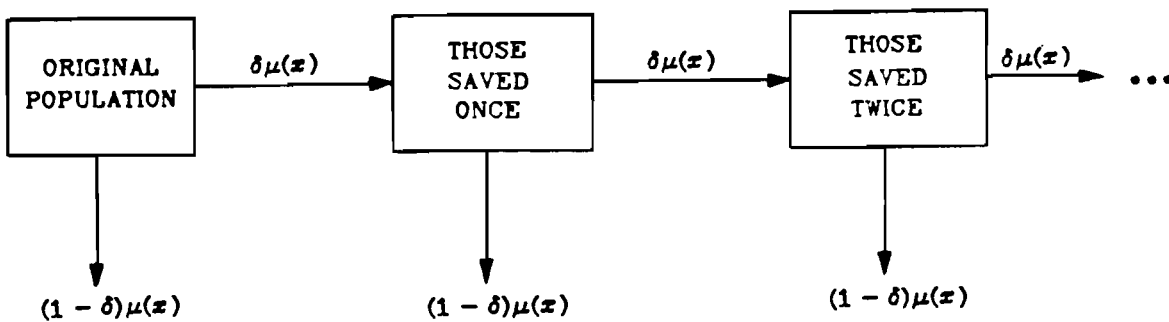 ORIGINAL
POPULATION
δμ(x)
THOSE
SAVED
ONCE
δμ(x)
THOSE
SAVED
TWICE
δμ(x)
...
(1 - δ)μ(x)
(1 - δ)μ(x)
(1 - δ)μ(x)